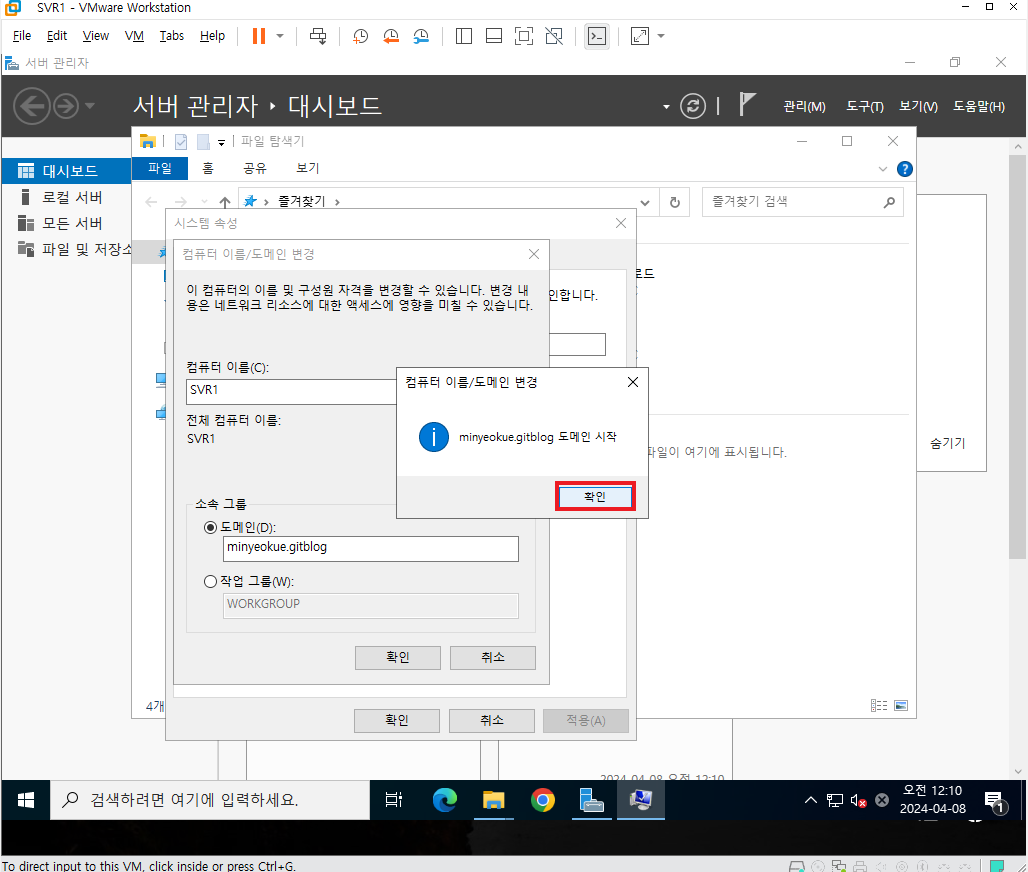 SVR1 - VMware Workstation
File Edit View VM Tabs Help
서버 관리자
서버 관리자 ‣ 대시보드
관리(M) 도구(T) 보기(V) 도움말(H)
파일 탐색기
대시보드
로컬 서버
모든 서버
파일 및 저장소
파일 홈 공유 보기
즐겨찾기
즐겨찾기 검색
시스템 속성
컴퓨터 이름/도메인 변경
이 컴퓨터의 이름 및 구성원 자격을 변경할 수 있습니다. 변경 내
용은 네트워크 리소스에 대한 액세스에 영향을 미칠 수 있습니다.
로드
인합니다.
컴퓨터 이름(C):
SVR1
전체 컴퓨터 이름:
SVR1
컴퓨터 이름/도메인 변경
minyeokue.gitblog 도메인 시작
확인
파일이 여기에 표시됩니다.
숨기기
소속 그룹
도메인(D):
minyeokue.gitblog
작업 그룹(W):
WORKGROUP
확인 취소
4개
확인 취소 적용(A)
2024-04-08 오전 12:10
검색하려면 여기에 입력하세요.
오전 12:10
2024-04-08
1
To direct input to this VM, click inside or press Ctrl+G.